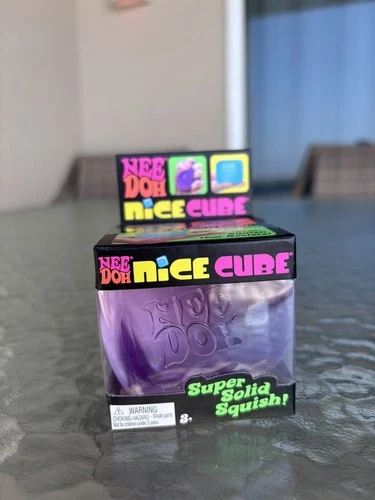 NEE
DOH
NiCE CUBE
NEE
DOH
NiCE CUBE
NEE
DOH
Super
Solid
Squish!
WARNING:
CHOKING HAZARD - Small parts.
Not for children under 3 years.
3+